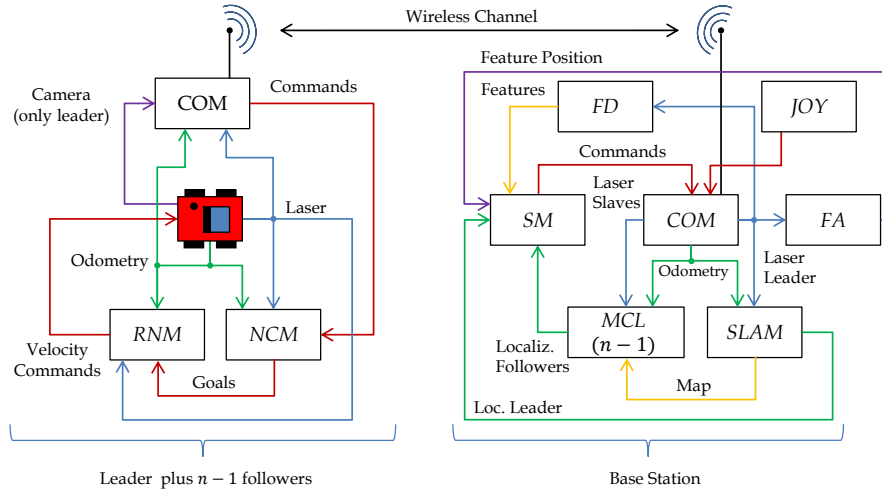 Wireless Channel
Feature Position
Camera
(only leader)
COM
Commands
Features
FD
JOY
Commands
Laser
Slaves
Laser
SM
COM
FA
Odometry
Odometry
Laser
Leader
RNM
NCM
MCL
(n − 1)
SLAM
Velocity
Commands
Goals
Localiz.
Followers
Map
Loc. Leader
Leader plus n − 1 followers
Base Station